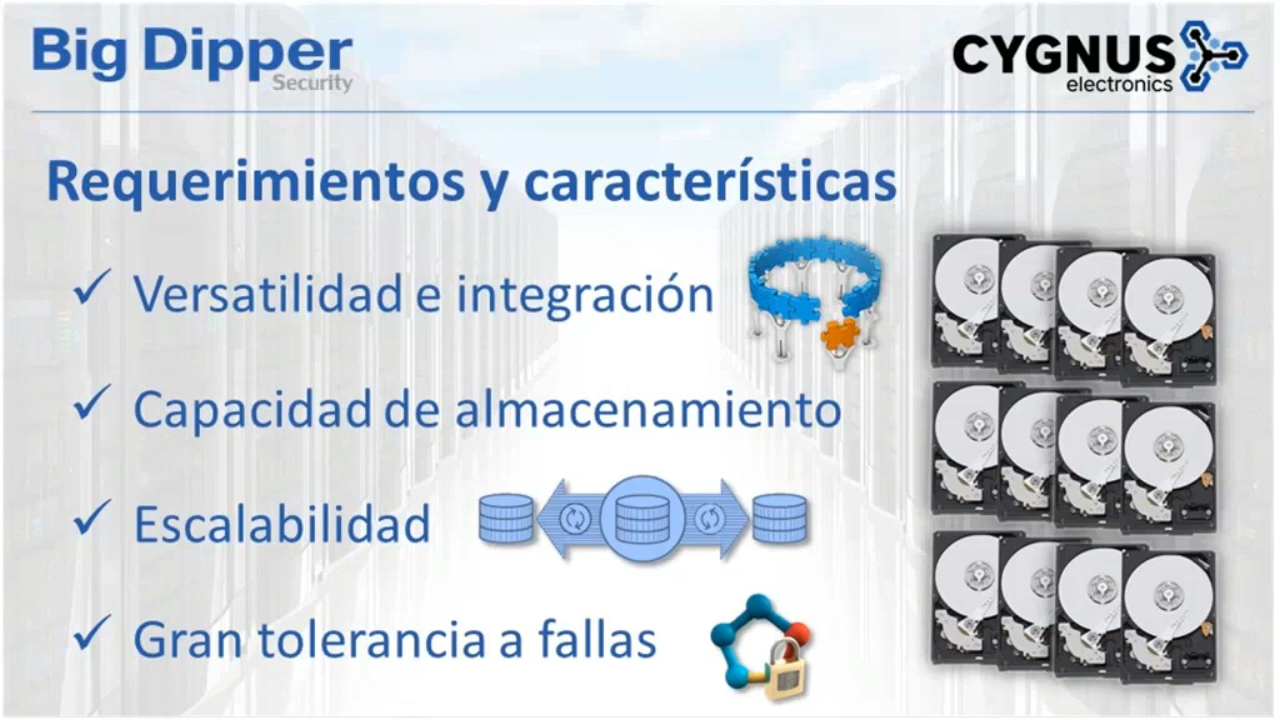 Big Dipper
Security
CYGNUS
electronics
Requerimientos y características
✓ Versatilidad e integración
✓ Capacidad de almacenamiento
✓ Escalabilidad
✓ Gran tolerancia a fallas